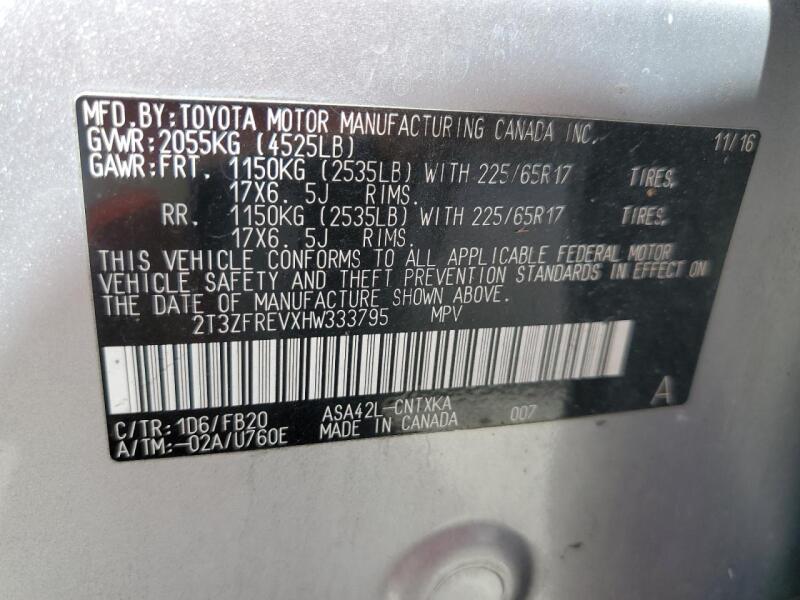 MFD.BY:TOYOTA MOTOR MANUFACTURING CANADA INC. 11/16
GVWR:2055KG (4525LB)
GAWR:FRT. 1150KG (2535LB) WITH 225/65R17 TIRES,
17X6. 5J RIMS.
RR. 1150KG (2535LB) WITH 225/65R17 TIRES,
17X6. 5J RIMS.
THIS VEHICLE CONFORMS TO ALL APPLICABLE FEDERAL MOTOR
VEHICLE SAFETY AND THEFT PREVENTION STANDARDS IN EFFECT ON
THE DATE OF MANUFACTURE SHOWN ABOVE.
2T3ZFREVXHW333795 MPV
A
C/TR:1D6/FB20 ASA42L-CNTXKA 007
A/TM:-02A/U760E MADE IN CANADA